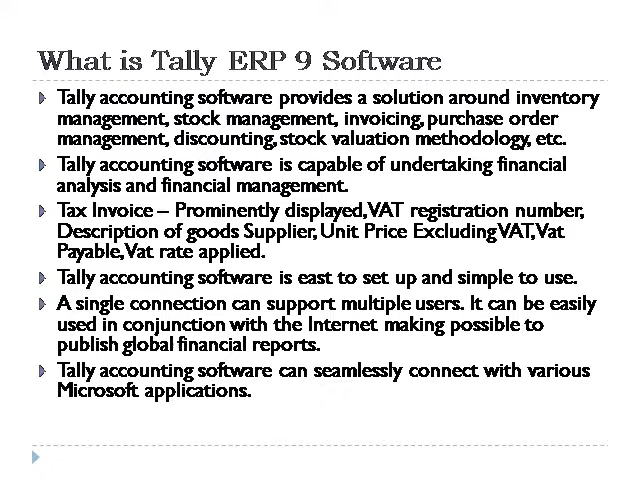 What is Tally ERP 9 Software
Tally accounting software provides a solution around inventory
management, stock management, invoicing, purchase order
management, discounting, stock valuation methodology, etc.
Tally accounting software is capable of undertaking financial
analysis and financial management.
Tax Invoice – Prominently displayed, VAT registration number,
Description of goods Supplier, Unit Price Excluding VAT, Vat
Payable, Vat rate applied.
Tally accounting software is east to set up and simple to use.
A single connection can support multiple users. It can be easily
used in conjunction with the Internet making possible to
publish global financial reports.
Tally accounting software can seamlessly connect with various
Microsoft applications.